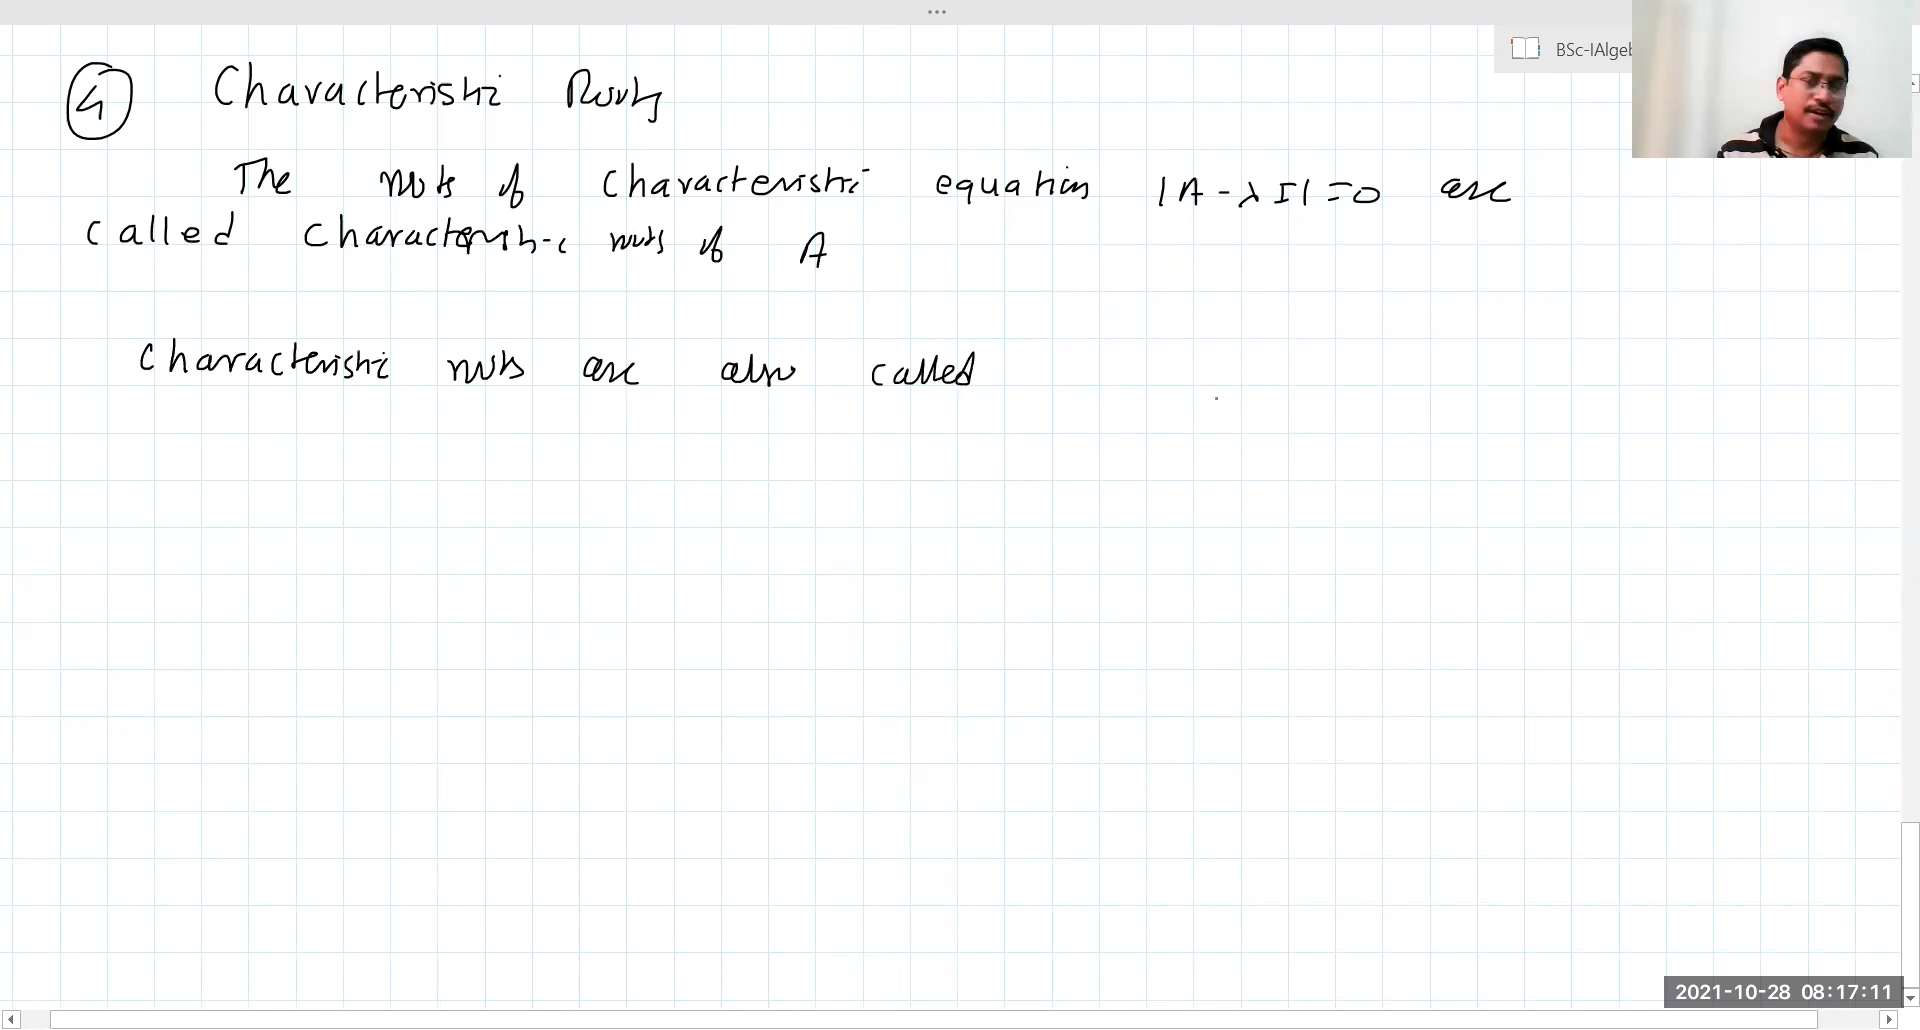 BSc-IAlgeb
4 Characteristic Roots
The roots of characteristic equation |A - λI| = 0 are
called characteristic roots of A
characteristic roots are also called
2021-10-28 08:17:11